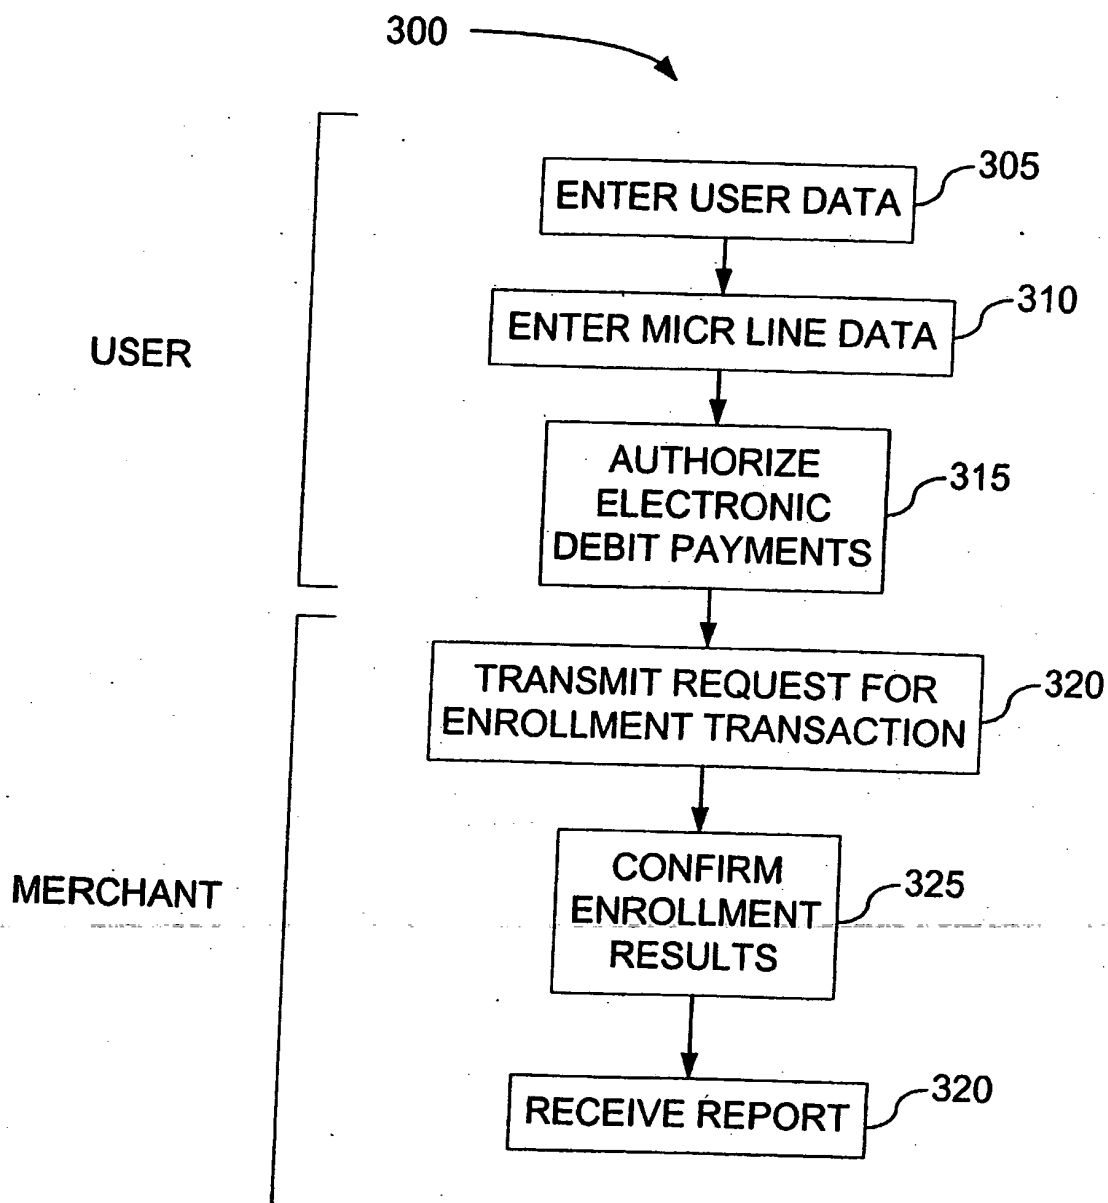 300
ENTER USER DATA
305
ENTER MICR LINE DATA
310
USER
AUTHORIZE
ELECTRONIC
DEBIT PAYMENTS
315
TRANSMIT REQUEST FOR
ENROLLMENT TRANSACTION
320
MERCHANT
CONFIRM
ENROLLMENT
RESULTS
325
RECEIVE REPORT
320